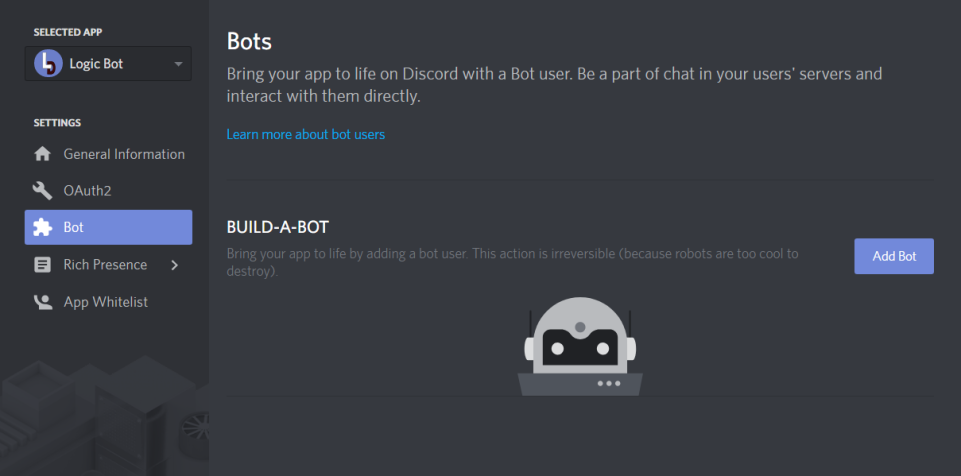 SELECTED APP
Logic Bot
SETTINGS
General Information
OAuth2
Bot
Rich Presence
App Whitelist
Bots
Bring your app to life on Discord with a Bot user. Be a part of chat in your users' servers and
interact with them directly.
Learn more about bot users
BUILD-A-BOT
Bring your app to life by adding a bot user. This action is irreversible (because robots are too cool to
destroy).
Add Bot